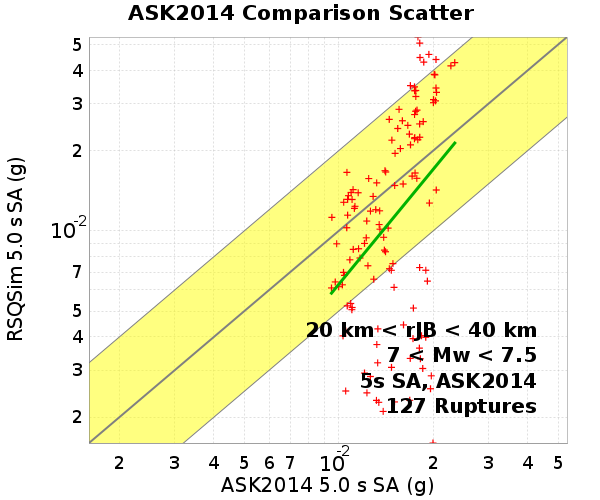 ASK2014 Comparison Scatter
RSQSim 5.0 s SA (g)
5
4
3
2
10^-2
7
5
4
3
2
20 km < rJB < 40 km
7 < Mw < 7.5
5s SA, ASK2014
127 Ruptures
2 3 4 5 6 7 10^-2 2 3 4 5
ASK2014 5.0 s SA (g)